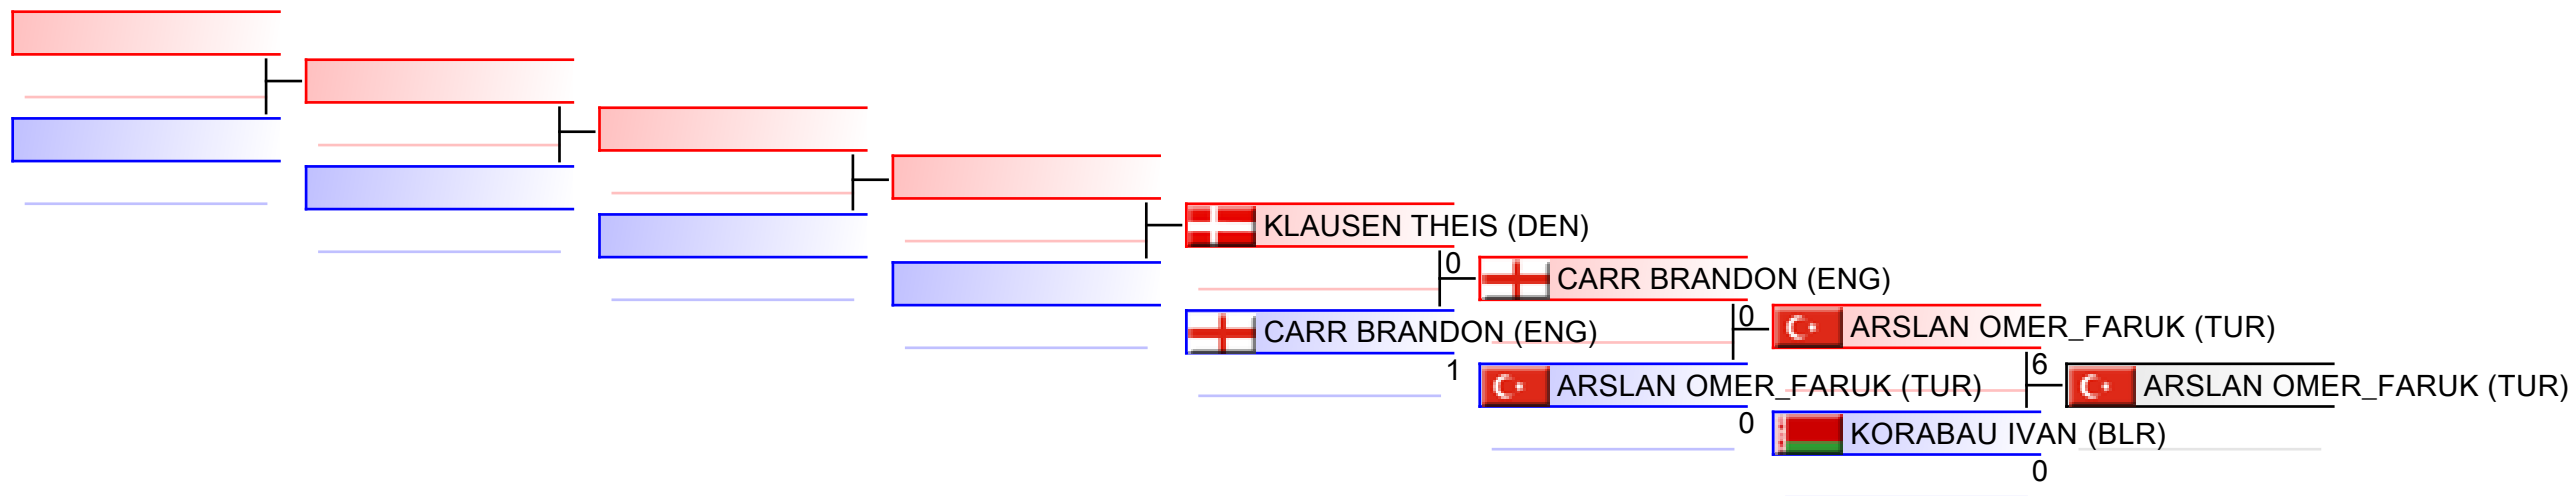 KLAUSEN THEIS (DEN)
0
CARR BRANDON (ENG)
1
CARR BRANDON (ENG)
0
ARSLAN OMER_FARUK (TUR)
0
ARSLAN OMER_FARUK (TUR)
6
KORABAU IVAN (BLR)
0
ARSLAN OMER_FARUK (TUR)